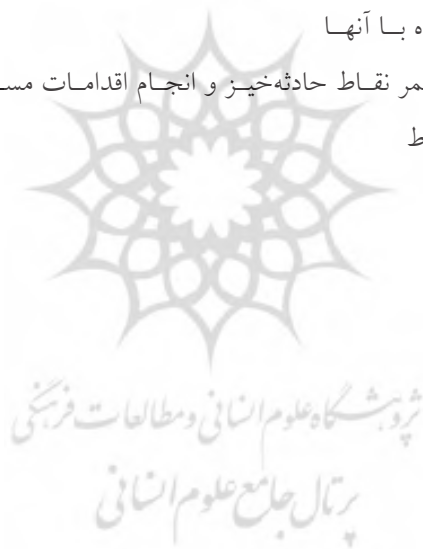 ه بـا آنهـا
مر نقـاط حادثه‌خیـز و انجـام اقدامـات مسـ
ط
پژوهشگاه علوم انسانی و مطالعات فرهنگی
پرتال جامع علوم انسانی